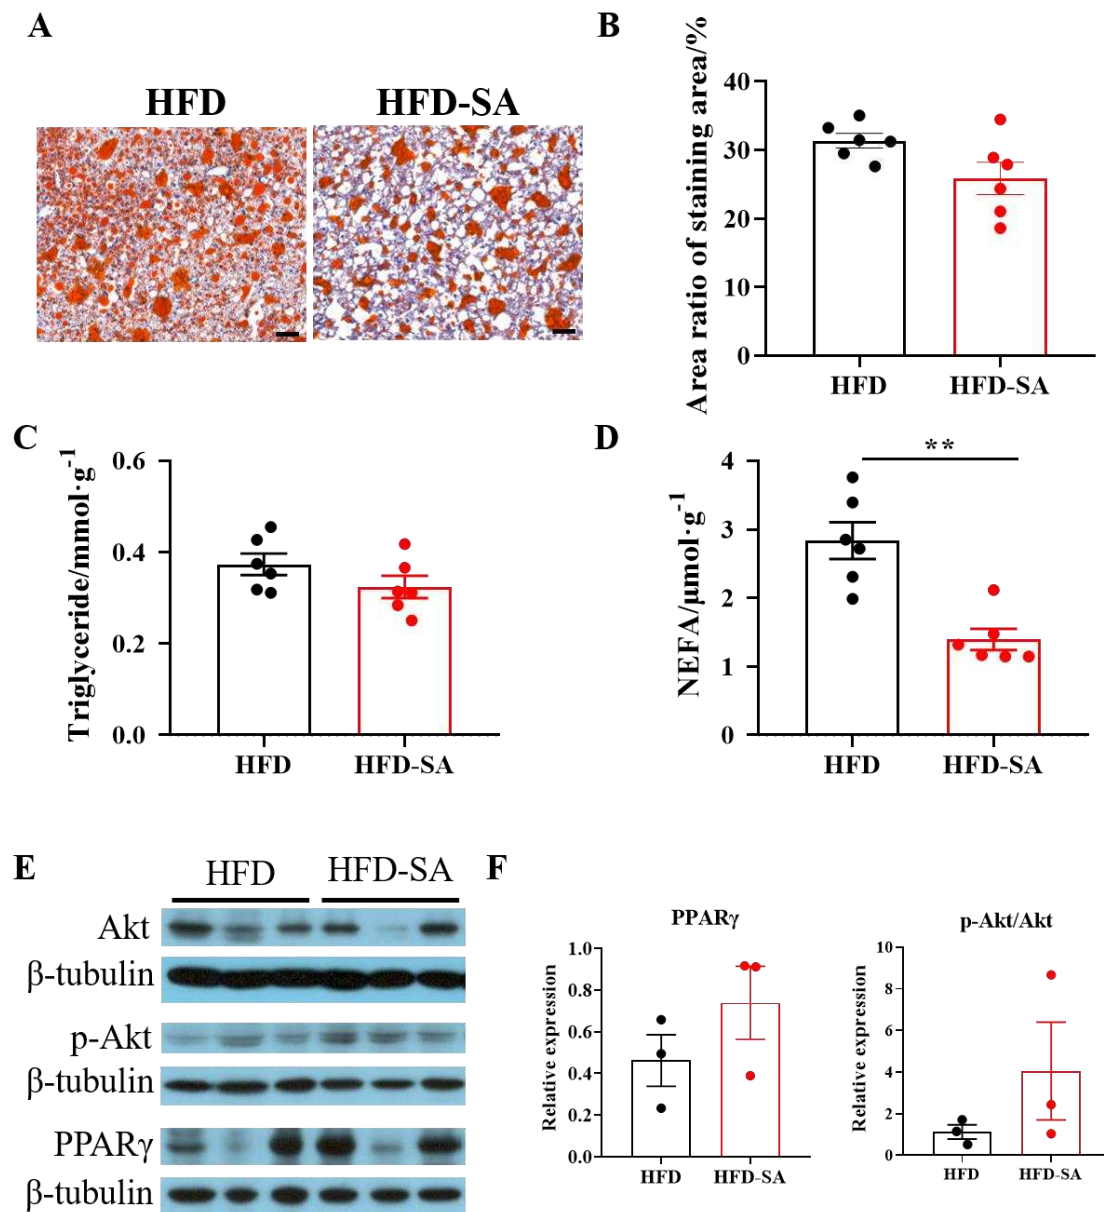 A
HFD
HFD-SA
B
Area ratio of staining area/%
40
30
20
10
0
HFD
HFD-SA
C
Triglyceride/mmol·g⁻¹
0.6
0.4
0.2
0.0
HFD
HFD-SA
D
NEFA/μmol·g⁻¹
4
3
2
1
0
**
HFD
HFD-SA
E
HFD
HFD-SA
Akt
β-tubulin
p-Akt
β-tubulin
PPARγ
β-tubulin
F
PPARγ
Relative expression
1.0
0.8
0.6
0.4
0.2
0.0
HFD
HFD-SA
p-Akt/Akt
Relative expression
10
8
6
4
2
0
HFD
HFD-SA